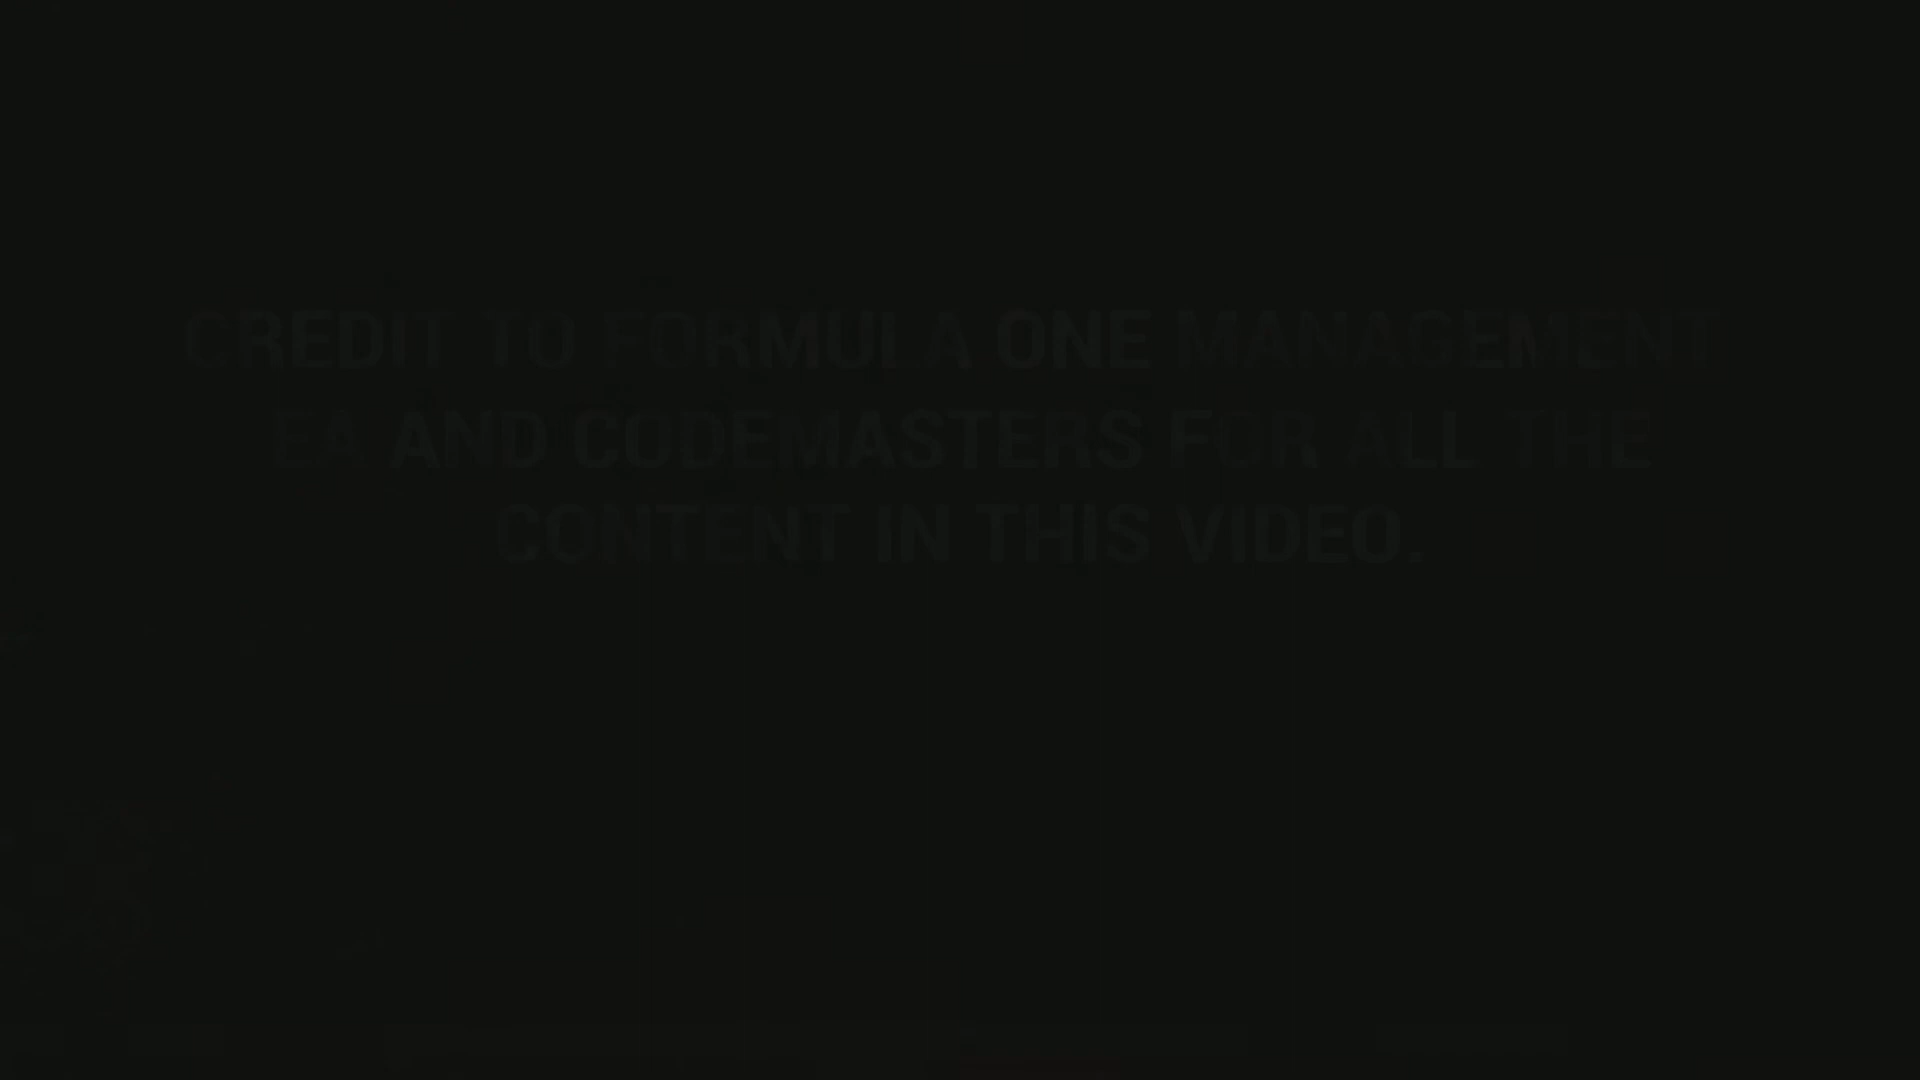 CREDIT TO FORMULA ONE MANAGEMENT
EA AND CODEMASTERS FOR ALL THE
CONTENT IN THIS VIDEO.